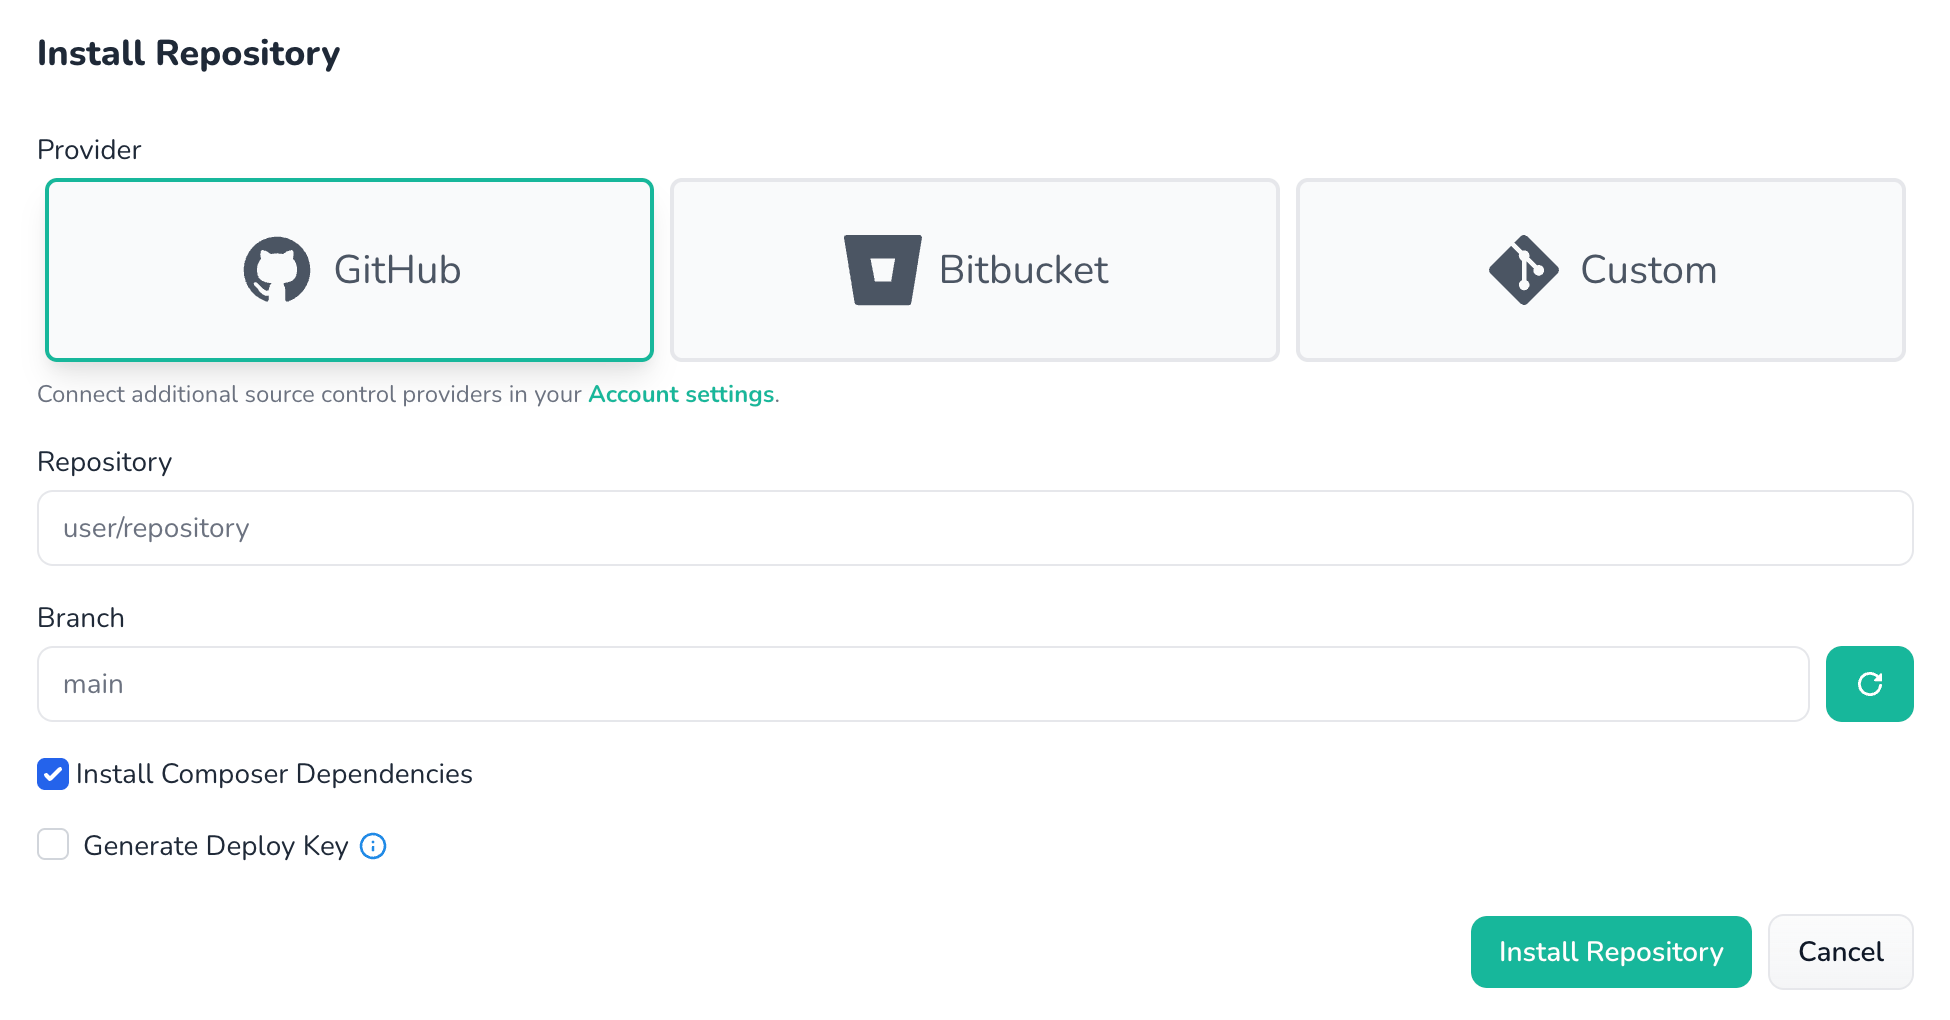 Install Repository
Provider
GitHub
Bitbucket
Custom
Connect additional source control providers in your Account settings.
Repository
user/repository
Branch
main
Install Composer Dependencies
Generate Deploy Key
Install Repository
Cancel